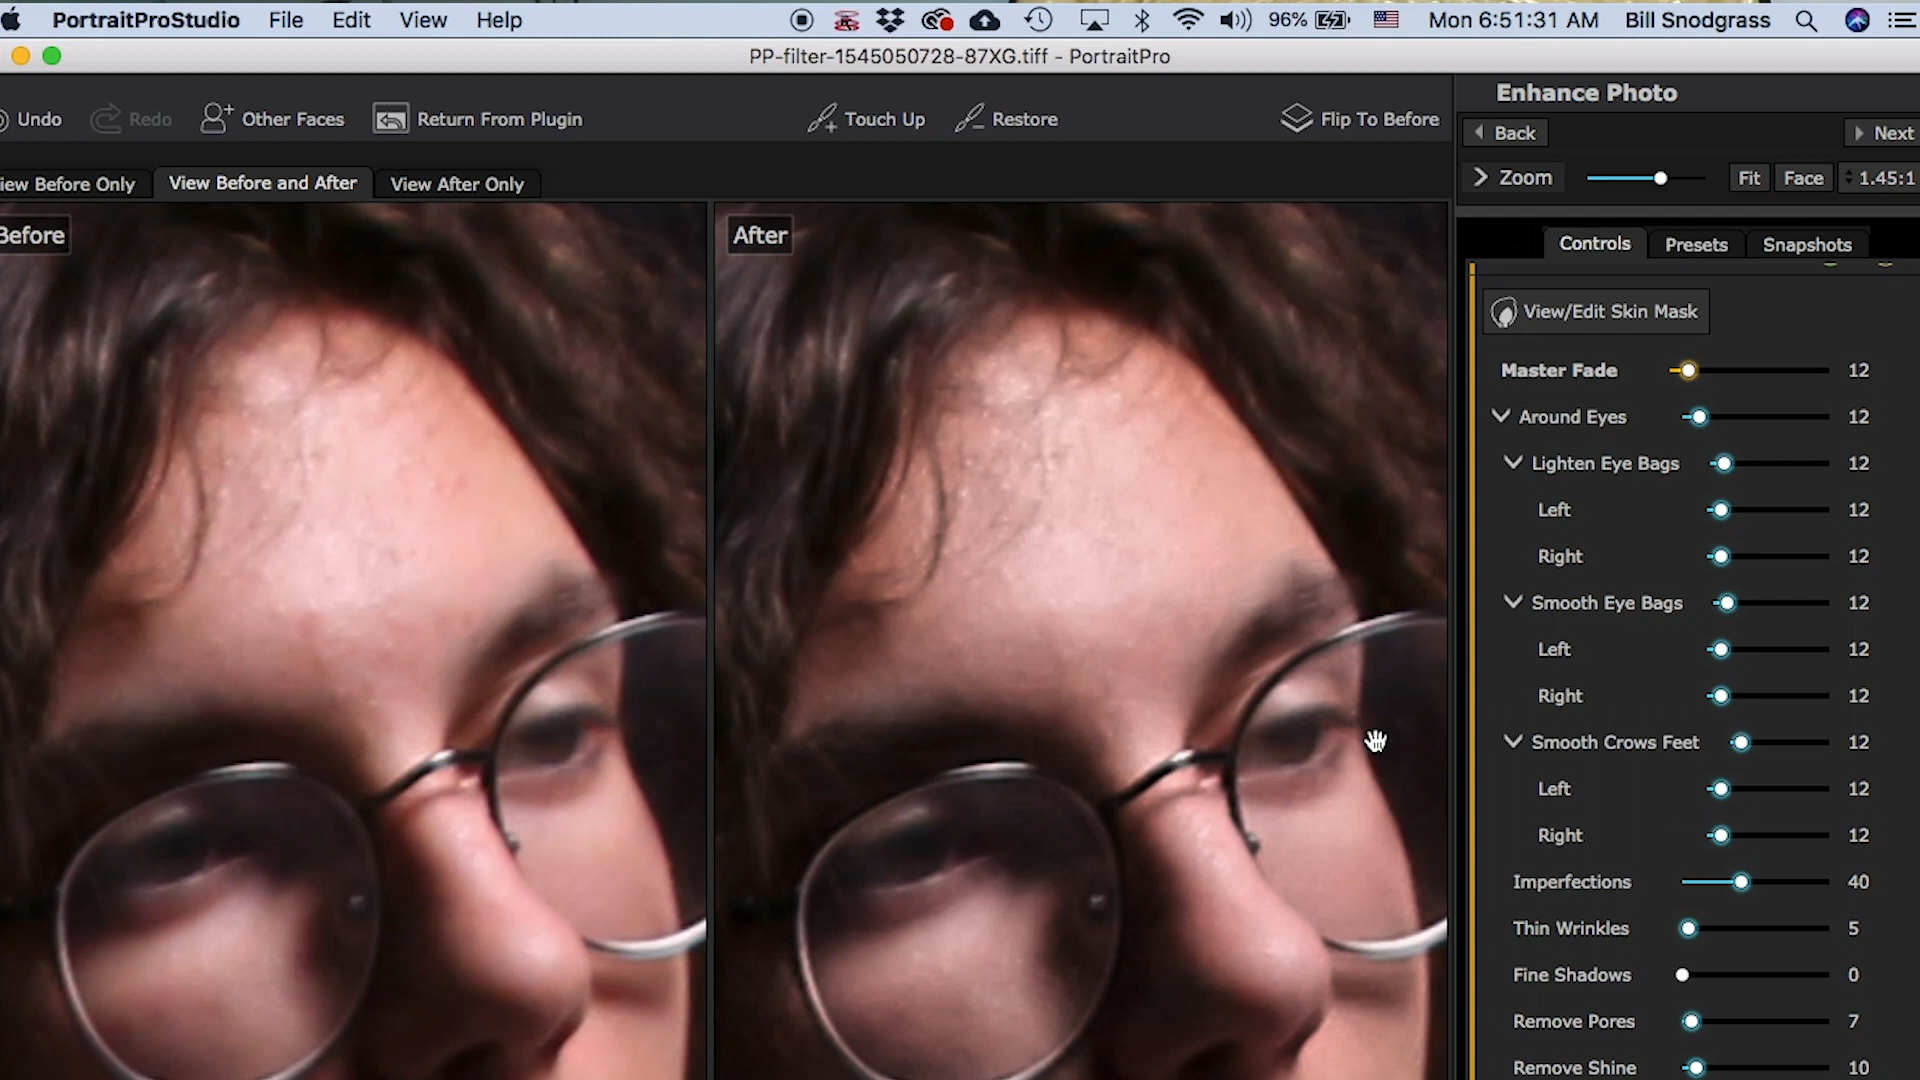 PortraitProStudio File Edit View Help 96% Mon 6:51:31 AM Bill Snodgrass
PP-filter-1545050728-87XG.tiff - PortraitPro
Undo Redo Other Faces Return From Plugin Touch Up Restore Flip To Before
iew Before Only View Before and After View After Only
Before
After
Enhance Photo
Back Next
Zoom Fit Face 1.45:1
Controls Presets Snapshots
View/Edit Skin Mask
Master Fade 12
Around Eyes 12
Lighten Eye Bags 12
Left 12
Right 12
Smooth Eye Bags 12
Left 12
Right 12
Smooth Crows Feet 12
Left 12
Right 12
Imperfections 40
Thin Wrinkles 5
Fine Shadows 0
Remove Pores 7
Remove Shine 10